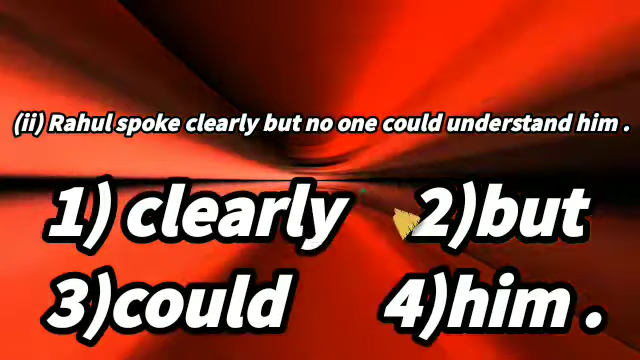 (ii) Rahul spoke clearly but no one could understand him .
1) clearly 2)but
3)could 4)him .